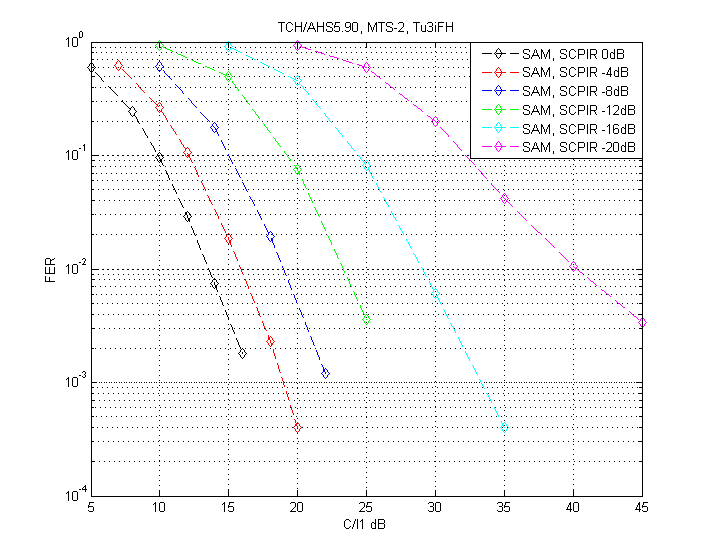 TCH/AHS5.90, MTS-2, Tu3iFH
SAM, SCPIR 0dB
SAM, SCPIR -4dB
SAM, SCPIR -8dB
SAM, SCPIR -12dB
SAM, SCPIR -16dB
SAM, SCPIR -20dB
FER
10^0
10^-1
10^-2
10^-3
10^-4
5 10 15 20 25 30 35 40 45
C/I1 dB